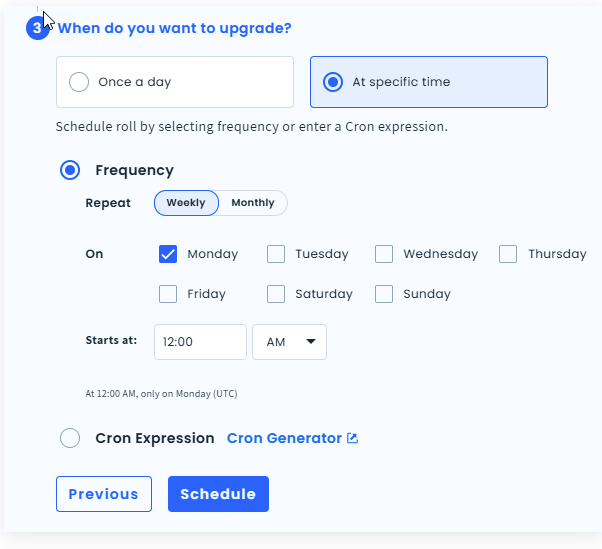 3 When do you want to upgrade?
Once a day At specific time
Schedule roll by selecting frequency or enter a Cron expression.
Frequency
Repeat Weekly Monthly
On Monday Tuesday Wednesday Thursday
Friday Saturday Sunday
Starts at: 12:00 AM
At 12:00 AM, only on Monday (UTC)
Cron Expression Cron Generator
Previous Schedule